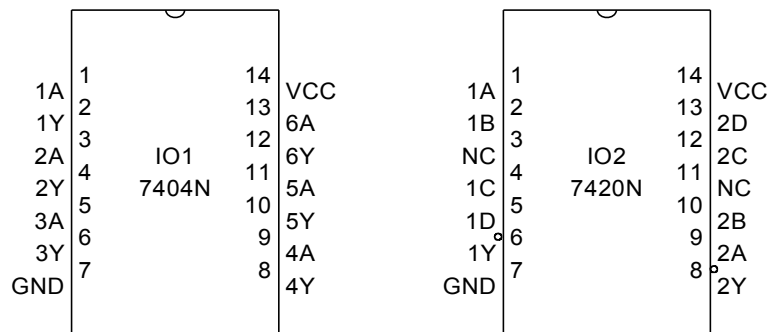 1 14
1A VCC
2 13
1Y 6A
3 12
2A IO1 6Y
4 11
2Y 7404N 5A
5 10
3A 5Y
6 9
3Y 4A
7 8
GND 4Y
1 14
1A VCC
2 13
1B 2D
3 12
NC IO2 2C
4 11
1C 7420N NC
5 10
1D 2B
6 9
1Y 2A
7 8
GND 2Y